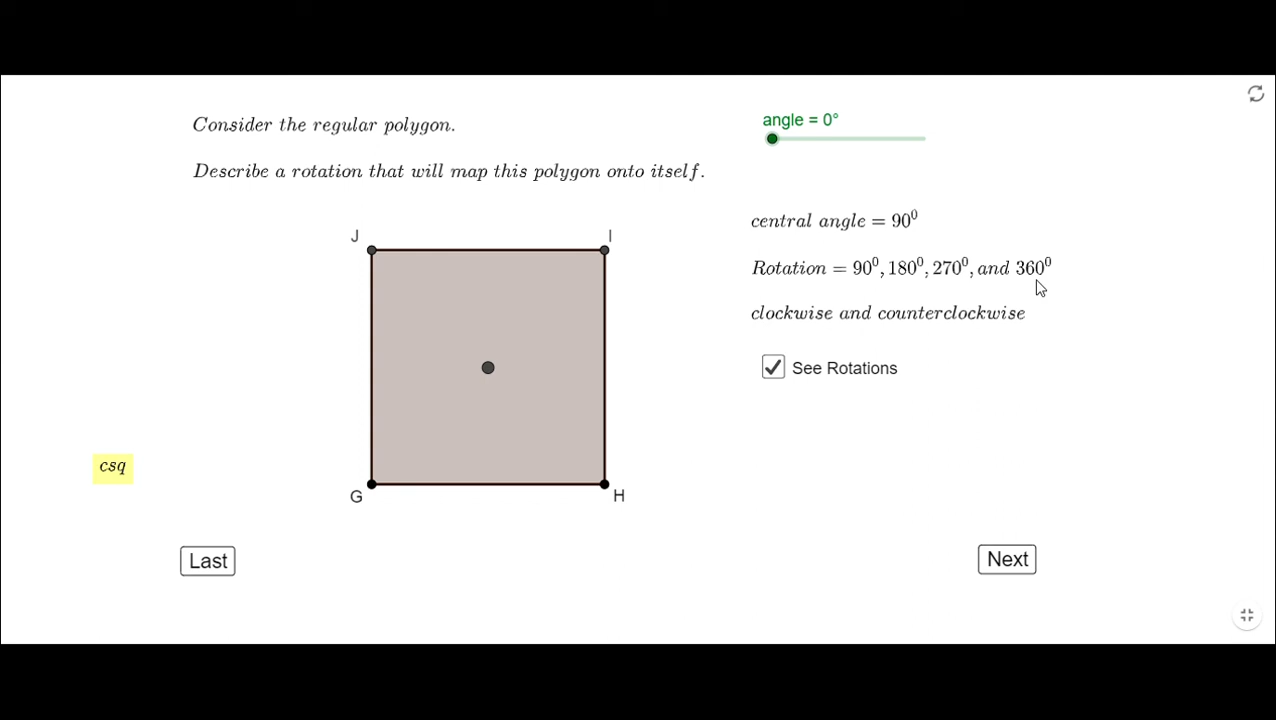 Consider the regular polygon.
angle = 0°
Describe a rotation that will map this polygon onto itself.
central angle = 90⁰
J
I
Rotation = 90⁰, 180⁰, 270⁰, and 360⁰
clockwise and counterclockwise
See Rotations
csq
G
H
Last
Next